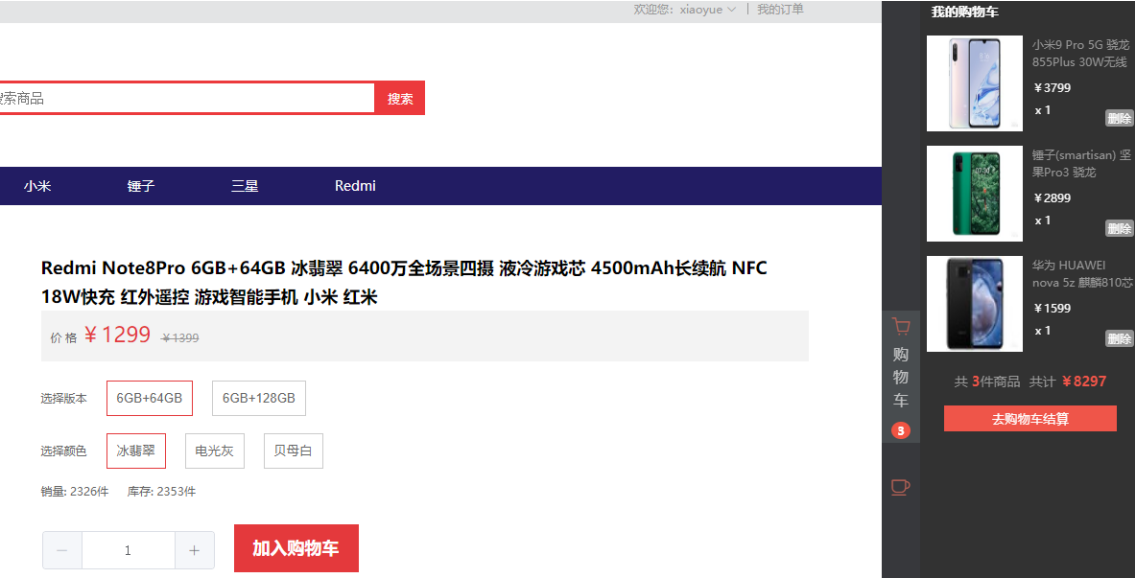 欢迎您：xiaoyue | 我的订单
搜索商品
搜索
小米 锤子 三星 Redmi
Redmi Note8Pro 6GB+64GB 冰翡翠 6400万全场景四摄 液冷游戏芯 4500mAh长续航 NFC
18W快充 红外遥控 游戏智能手机 小米 红米
价 格 ￥1299 ￥1399
选择版本 6GB+64GB 6GB+128GB
选择颜色 冰翡翠 电光灰 贝母白
销量: 2326件 库存: 2353件
－ 1 ＋ 加入购物车
购
物
车
3
我的购物车
小米9 Pro 5G 骁龙
855Plus 30W无线
￥3799
x 1
删除
锤子(smartisan) 坚
果Pro3 骁龙
￥2899
x 1
删除
华为 HUAWEI
nova 5z 麒麟810芯
￥1599
x 1
删除
共 3件商品 共计 ￥8297
去购物车结算